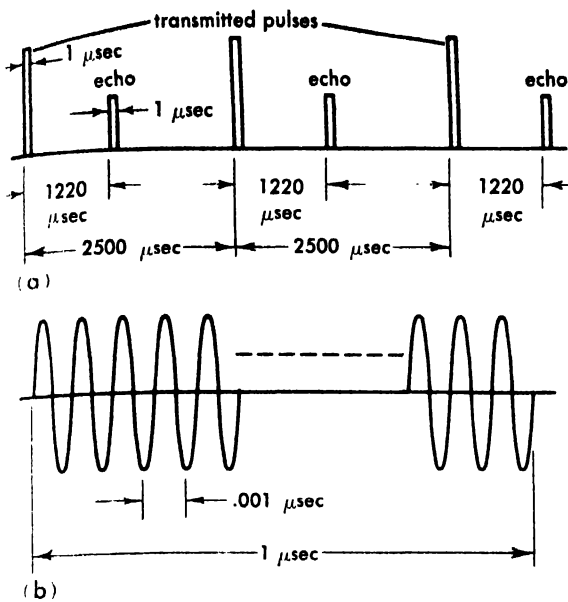 transmitted pulses
1 μsec
echo
echo
echo
1 μsec
1220 μsec
1220 μsec
1220 μsec
2500 μsec
2500 μsec
(a)
.001 μsec
1 μsec
(b)